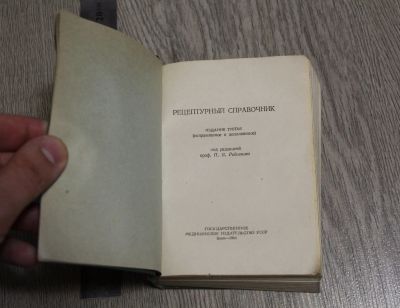 РЕЦЕПТУРНЫЙ СПРАВОЧНИК
ИЗДАНИЕ ТРЕТЬЕ
(исправленное и дополненное)
под редакцией
проф. П. Е.
ГОСУДАРСТВЕННОЕ
МЕДИЦИНСКОЕ ИЗДАТЕЛЬСТВО УССР